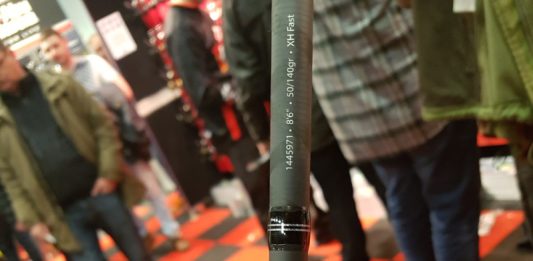 1445971 • 8'6" • 50/140gr • XH Fast